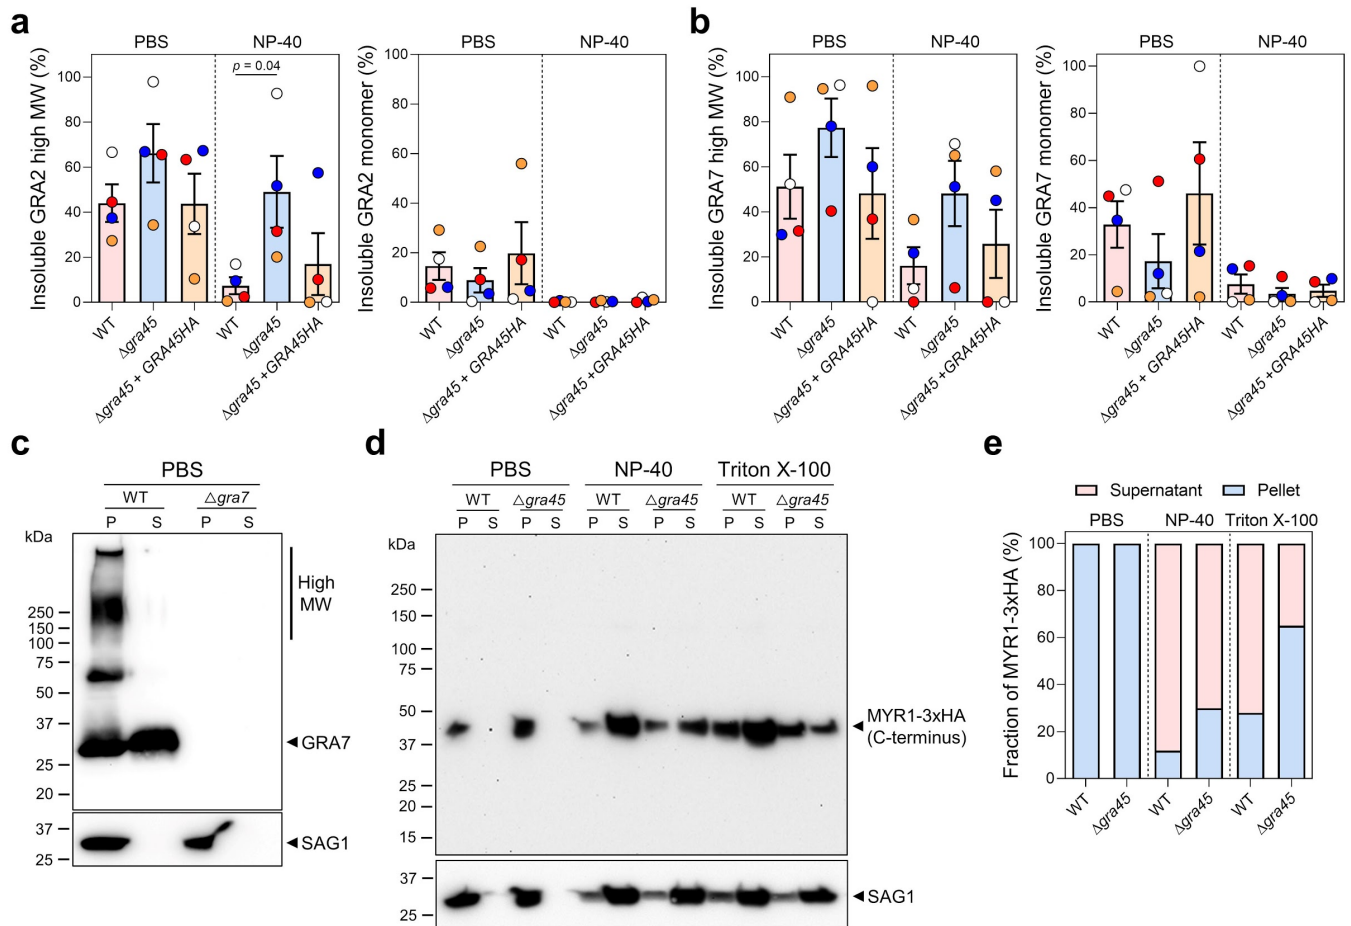 a
PBS
NP-40
p = 0.04
Insoluble GRA2 high MW (%)
100
80
60
40
20
0
WT
Δgra45
Δgra45 + GRA45HA
WT
Δgra45
Δgra45 +GRA45HA
PBS
NP-40
Insoluble GRA2 monomer (%)
100
80
60
40
20
0
WT
Δgra45
Δgra45 + GRA45HA
WT
Δgra45
Δgra45 +GRA45HA
b
PBS
NP-40
Insoluble GRA7 high MW (%)
100
80
60
40
20
0
WT
Δgra45
Δgra45 + GRA45HA
WT
Δgra45
Δgra45 +GRA45HA
PBS
NP-40
Insoluble GRA7 monomer (%)
100
80
60
40
20
0
WT
Δgra45
Δgra45 + GRA45HA
WT
Δgra45
Δgra45 +GRA45HA
c
PBS
WT Δgra7
P S P S
kDa
250
150
100
75
50
37
25
20
High
MW
GRA7
37
25
SAG1
d
PBS NP-40 Triton X-100
WT Δgra45 WT Δgra45 WT Δgra45
P S P S P S P S P S P S
kDa
250
150
100
75
50
37
25
20
15
MYR1-3xHA
(C-terminus)
37
25
SAG1
e
Supernatant Pellet
PBS NP-40 Triton X-100
Fraction of MYR1-3xHA (%)
100
80
60
40
20
0
WT
Δgra45
WT
Δgra45
WT
Δgra45